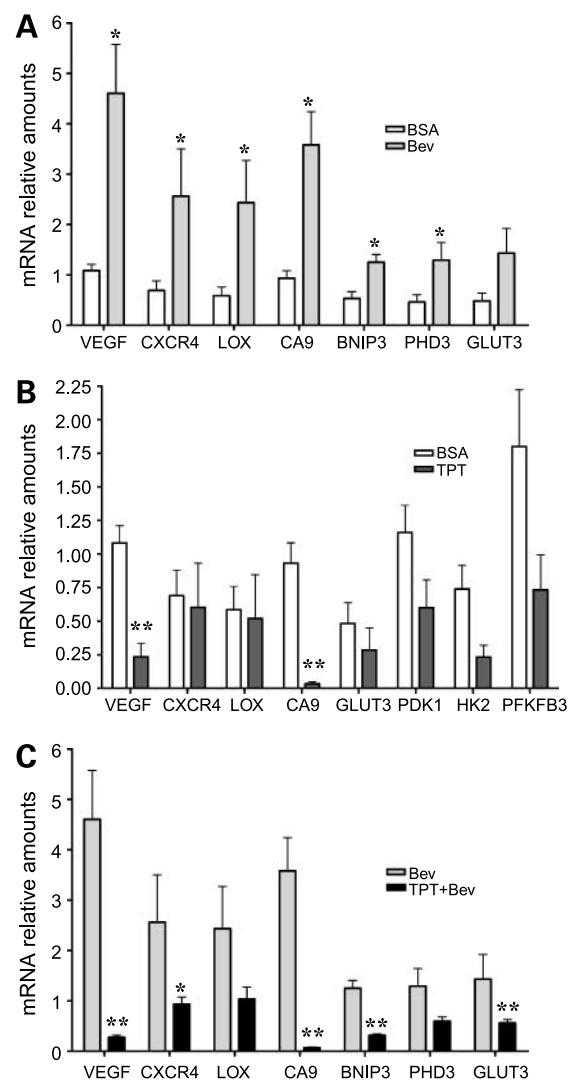 A
mRNA relative amounts
6
5
4
3
2
1
0
* * * * * *
BSA
Bev
VEGF CXCR4 LOX CA9 BNIP3 PHD3 GLUT3
B
mRNA relative amounts
2.25
2.00
1.75
1.50
1.25
1.00
0.75
0.50
0.25
0.00
** **
BSA
TPT
VEGF CXCR4 LOX CA9 GLUT3 PDK1 HK2 PFKFB3
C
mRNA relative amounts
6
5
4
3
2
1
0
** * ** ** **
Bev
TPT+Bev
VEGF CXCR4 LOX CA9 BNIP3 PHD3 GLUT3